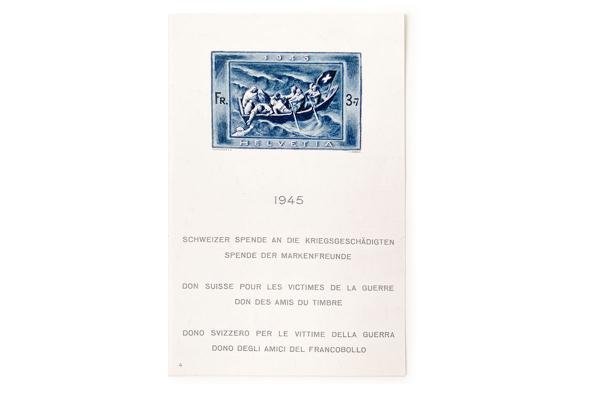 1945
FR. 3+7
HELVETIA
1945
SCHWEIZER SPENDE AN DIE KRIEGSGESCHÄDIGTEN
SPENDE DER MARKENFREUNDE
DON SUISSE POUR LES VICTIMES DE LA GUERRE
DON DES AMIS DU TIMBRE
DONO SVIZZERO PER LE VITTIME DELLA GUERRA
DONO DEGLI AMICI DEL FRANCOBOLLO
4